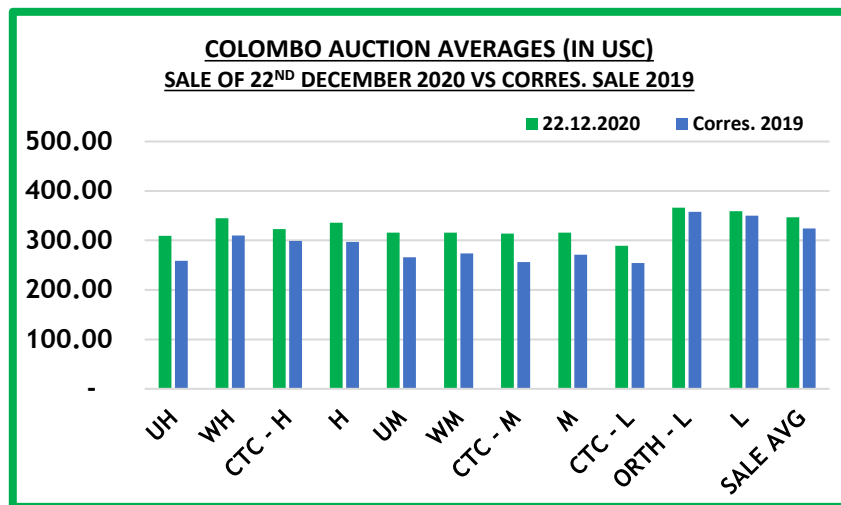 COLOMBO AUCTION AVERAGES (IN USC)
SALE OF 22ND DECEMBER 2020 VS CORRES. SALE 2019
22.12.2020 Corres. 2019
500.00
400.00
300.00
200.00
100.00
-
UH WH CTC - H H UM WM CTC - M M CTC - L ORTH - L L SALE AVG